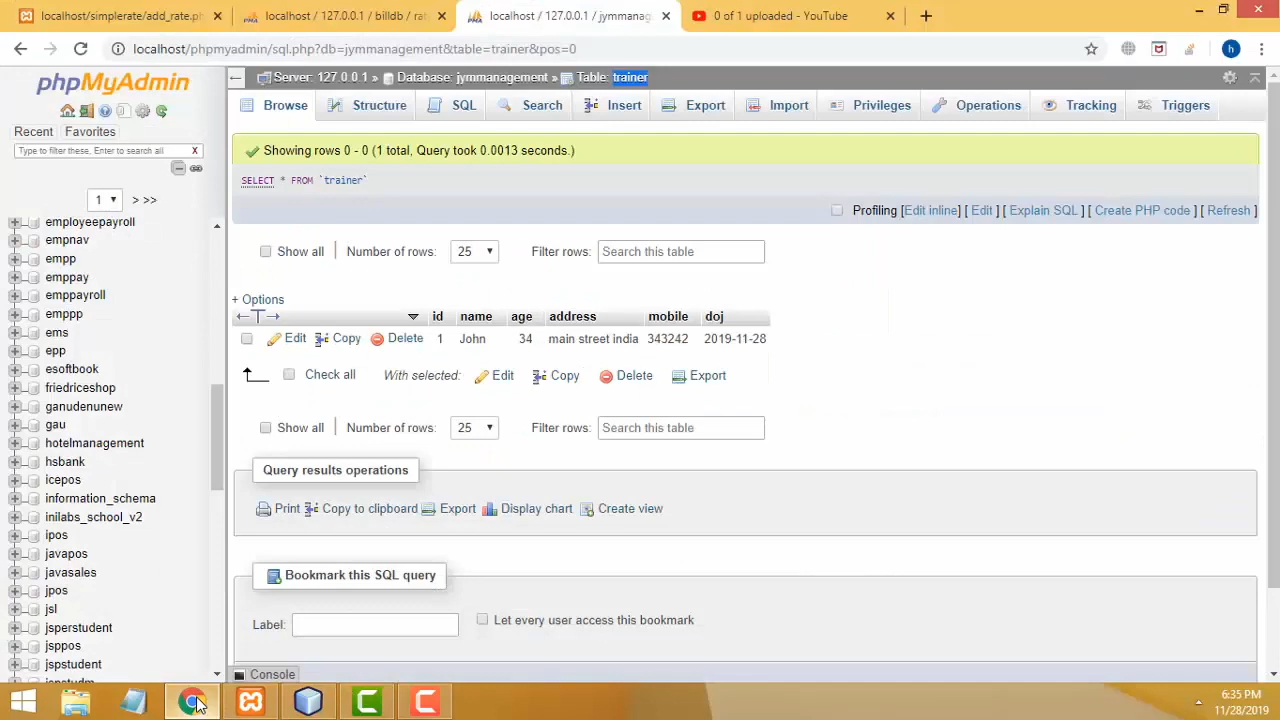 localhost/simplerate/add_rate.ph
localhost / 127.0.0.1 / billdb / rat
localhost / 127.0.0.1 / jymmanag
0 of 1 uploaded - YouTube
localhost/phpmyadmin/sql.php?db=jymmanagement&table=trainer&pos=0
h
phpMyAdmin
Recent Favorites
Type to filter these, Enter to search all X
1 > >>
employeepayroll
empnav
empp
emppay
emppayroll
emppp
ems
epp
esoftbook
friedriceshop
ganudenunew
gau
hotelmanagement
hsbank
icepos
information_schema
inilabs_school_v2
ipos
javapos
javasales
jpos
jsl
jsperstudent
jsppos
jspstudent
Server: 127.0.0.1 » Database: jymmanagement » Table: trainer
Browse Structure SQL Search Insert Export Import Privileges Operations Tracking Triggers
Showing rows 0 - 0 (1 total, Query took 0.0013 seconds.)
SELECT * FROM `trainer`
Profiling [Edit inline] [ Edit ] [ Explain SQL ] [ Create PHP code ] [ Refresh ]
Show all Number of rows: 25 Filter rows: Search this table
+ Options
id name age address mobile doj
Edit Copy Delete 1 John 34 main street india 343242 2019-11-28
Check all With selected: Edit Copy Delete Export
Show all Number of rows: 25 Filter rows: Search this table
Query results operations
Print Copy to clipboard Export Display chart Create view
Bookmark this SQL query
Label: Let every user access this bookmark
Console
6:35 PM
11/28/2019